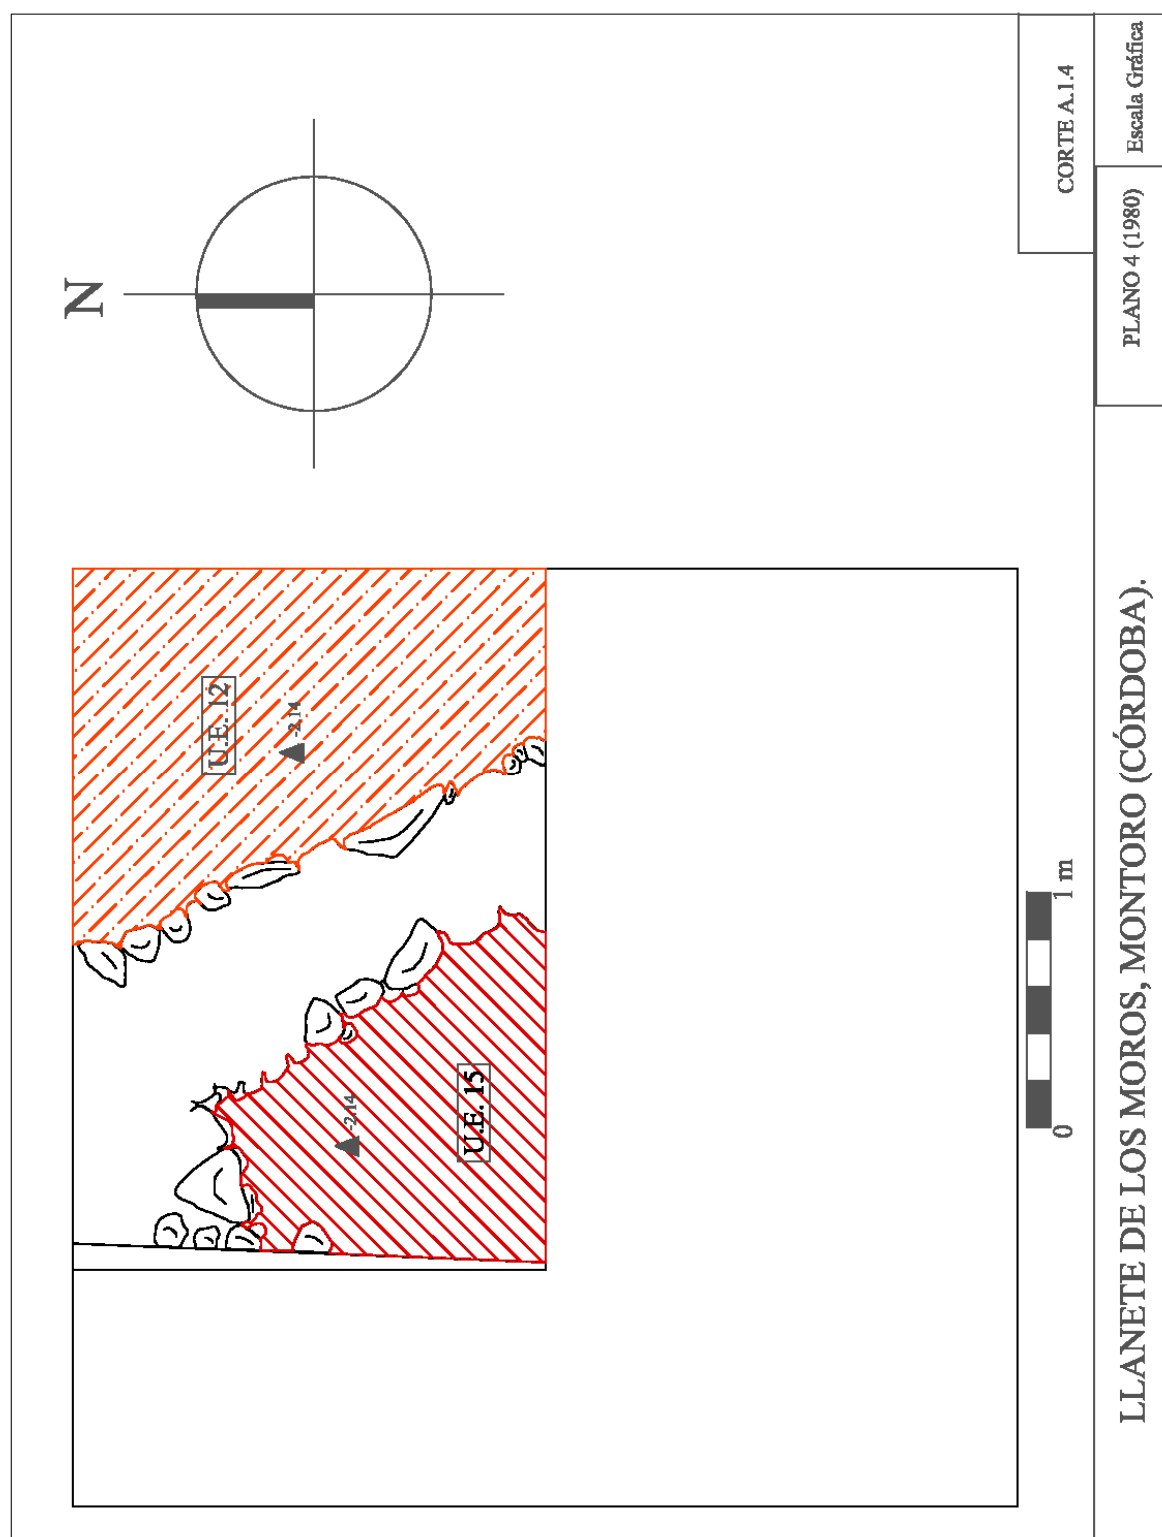 N
U.E. 12
-2.14
-2.14
U.E. 15
0
1 m
CORTE A.1.4
LLANETE DE LOS MOROS, MONTORO (CÓRDOBA).
PLANO 4 (1980)
Escala Gráfica